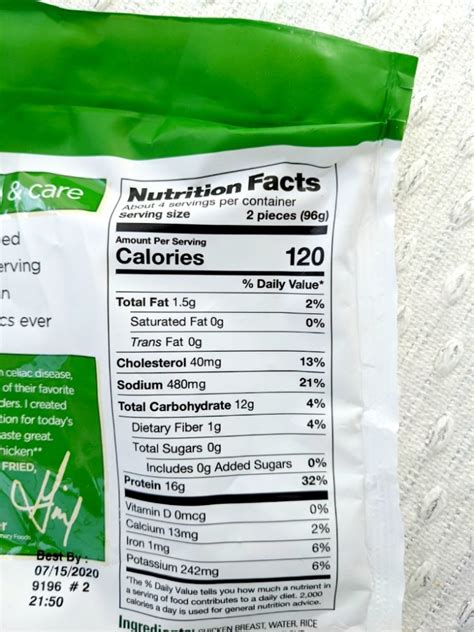 & care
ed
erving
n
cs ever
celiac disease,
of their favorite
ders. I created
tion for today's
taste great.
hicken**
FRIED,
Best By:
07/15/2020
9196 # 2
21:50
Nutrition Facts
About 4 servings per container
serving size 2 pieces (96g)
Amount Per Serving
Calories 120
% Daily Value*
Total Fat 1.5g 2%
Saturated Fat 0g 0%
Trans Fat 0g
Cholesterol 40mg 13%
Sodium 480mg 21%
Total Carbohydrate 12g 4%
Dietary Fiber 1g 4%
Total Sugars 0g
Includes 0g Added Sugars 0%
Protein 16g 32%
Vitamin D 0mcg 0%
Calcium 13mg 2%
Iron 1mg 6%
Potassium 242mg 6%
*The % Daily Value tells you how much a nutrient in
a serving of food contributes to a daily diet. 2,000
calories a day is used for general nutrition advice.
CHICKEN BREAST, WATER, RICE